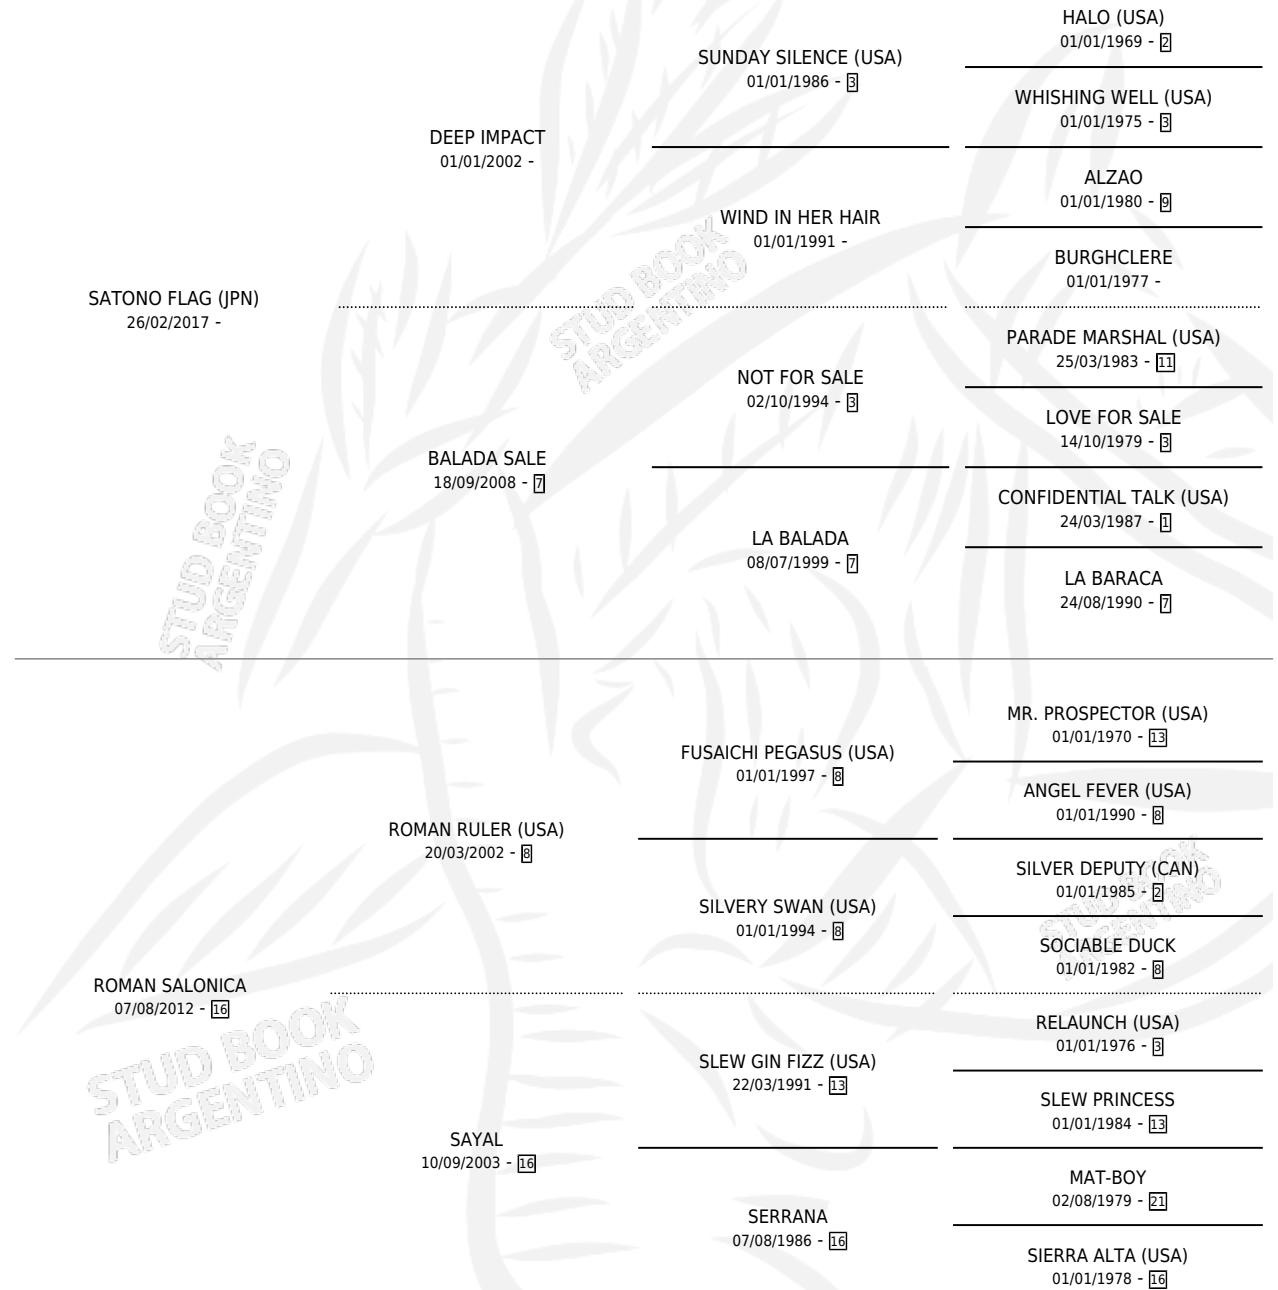 HALO (USA)
01/01/1969 - 2
SUNDAY SILENCE (USA)
01/01/1986 - 3
WHISHING WELL (USA)
01/01/1975 - 3
DEEP IMPACT
01/01/2002 -
ALZAO
01/01/1980 - 9
WIND IN HER HAIR
01/01/1991 -
BURGHCLERE
01/01/1977 -
SATONO FLAG (JPN)
26/02/2017 -
PARADE MARSHAL (USA)
25/03/1983 - 11
NOT FOR SALE
02/10/1994 - 3
LOVE FOR SALE
14/10/1979 - 3
BALADA SALE
18/09/2008 - 7
CONFIDENTIAL TALK (USA)
24/03/1987 - 1
LA BALADA
08/07/1999 - 7
LA BARACA
24/08/1990 - 7
MR. PROSPECTOR (USA)
01/01/1970 - 13
FUSAICHI PEGASUS (USA)
01/01/1997 - 8
ANGEL FEVER (USA)
01/01/1990 - 8
ROMAN RULER (USA)
20/03/2002 - 8
SILVER DEPUTY (CAN)
01/01/1985 - 2
SILVERY SWAN (USA)
01/01/1994 - 8
SOCIABLE DUCK
01/01/1982 - 8
ROMAN SALONICA
07/08/2012 - 16
RELAUNCH (USA)
01/01/1976 - 3
SLEW GIN FIZZ (USA)
22/03/1991 - 13
SLEW PRINCESS
01/01/1984 - 13
SAYAL
10/09/2003 - 16
MAT-BOY
02/08/1979 - 21
SERRANA
07/08/1986 - 16
SIERRA ALTA (USA)
01/01/1978 - 16
STUD BOOK
ARGENTINO
STUD BOOK
ARGENTINO
STUD BOOK
ARGENTINO
STUD BOOK
ARGENTINO